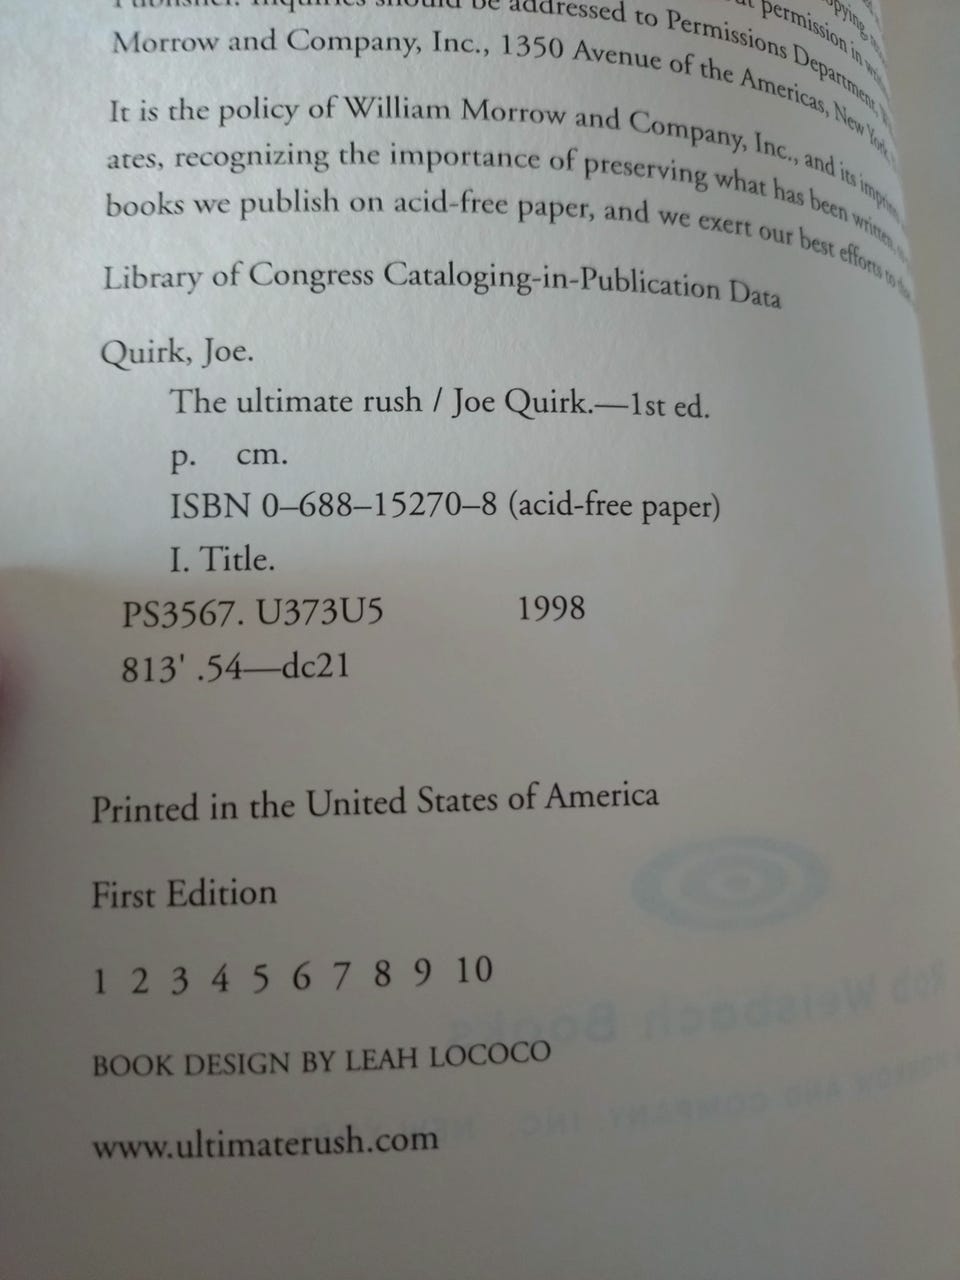 be addressed to Permissions Department,
Morrow and Company, Inc., 1350 Avenue of the Americas, New York,
It is the policy of William Morrow and Company, Inc., and its
ates, recognizing the importance of preserving what has been written,
books we publish on acid-free paper, and we exert our best efforts to
Library of Congress Cataloging-in-Publication Data
Quirk, Joe.
The ultimate rush / Joe Quirk.—1st ed.
p. cm.
ISBN 0–688–15270–8 (acid-free paper)
I. Title.
PS3567. U373U5 1998
813' .54—dc21
Printed in the United States of America
First Edition
1 2 3 4 5 6 7 8 9 10
BOOK DESIGN BY LEAH LOCOCO
www.ultimaterush.com